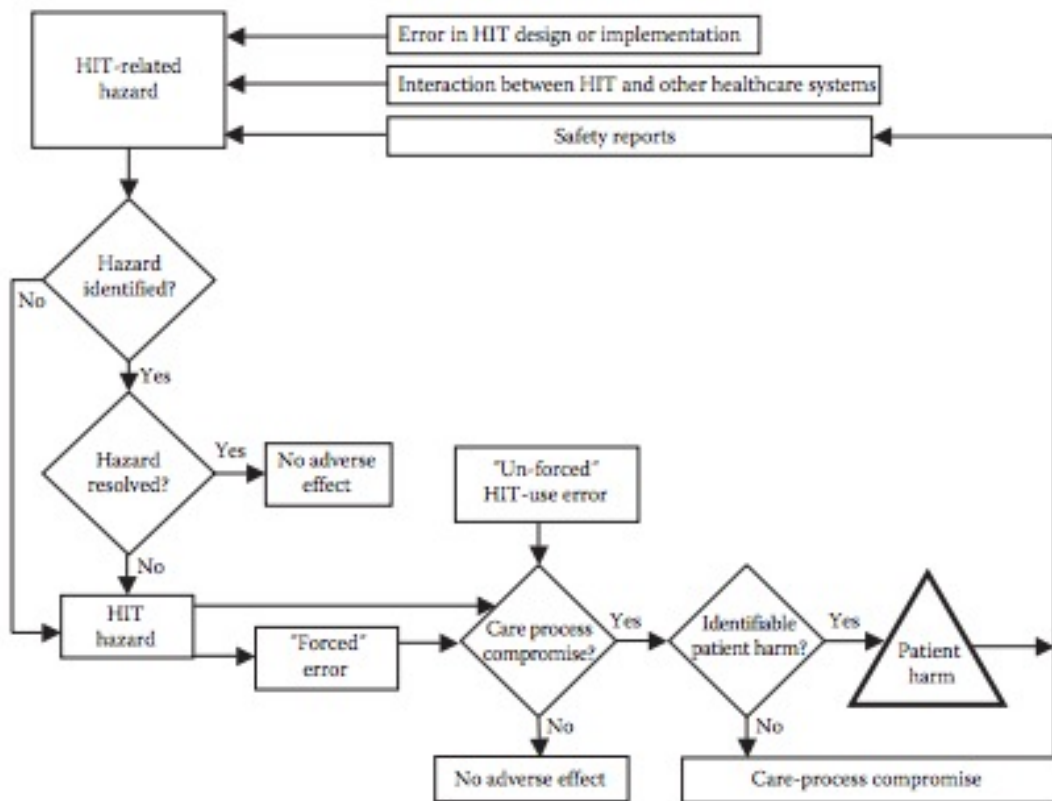 HIT-related
hazard
Error in HIT design or implementation
Interaction between HIT and other healthcare systems
Safety reports
Hazard
identified?
No
Yes
Hazard
resolved?
Yes
No adverse
effect
"Un-forced"
HIT-use error
No
HIT
hazard
"Forced"
error
Care process
compromise?
Yes
Identifiable
patient harm?
Yes
Patient
harm
No
No
No adverse effect
Care-process compromise